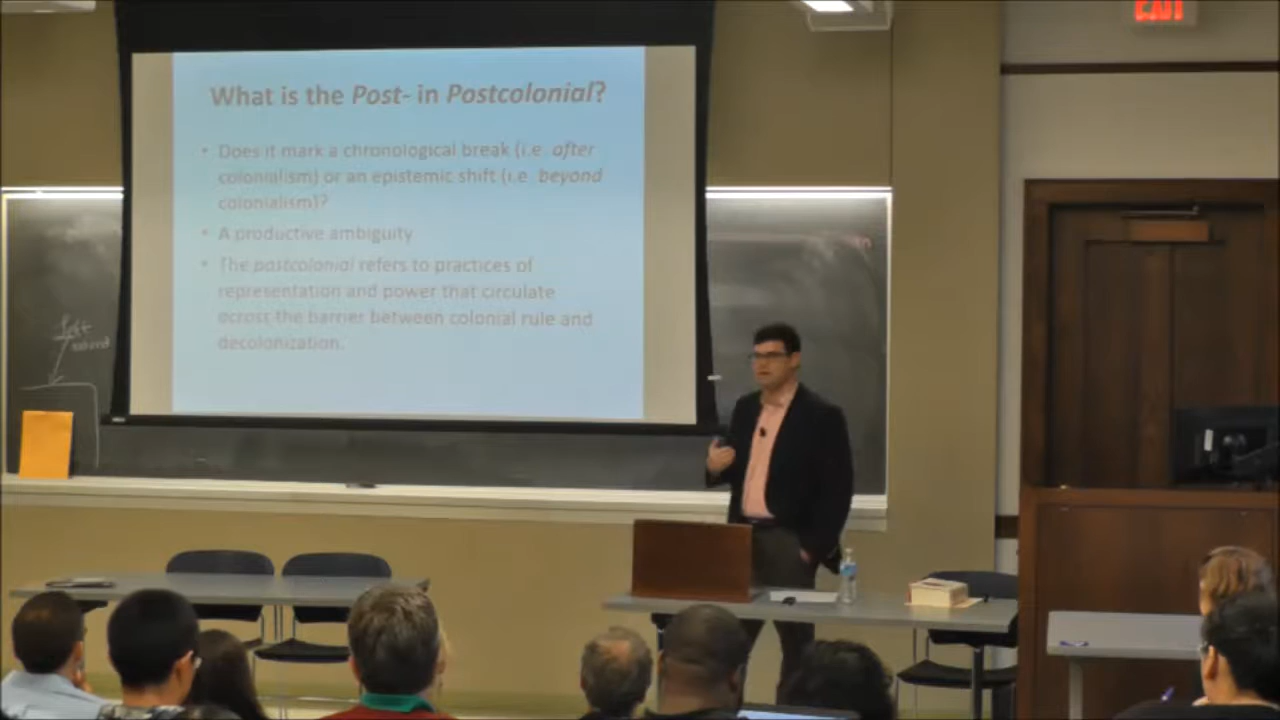 EXIT
What is the Post- in Postcolonial?
• Does it mark a chronological break (i.e. after
colonialism) or an epistemic shift (i.e. beyond
colonialism)?
• A productive ambiguity
• The postcolonial refers to practices of
representation and power that circulate
across the barrier between colonial rule and
decolonization.